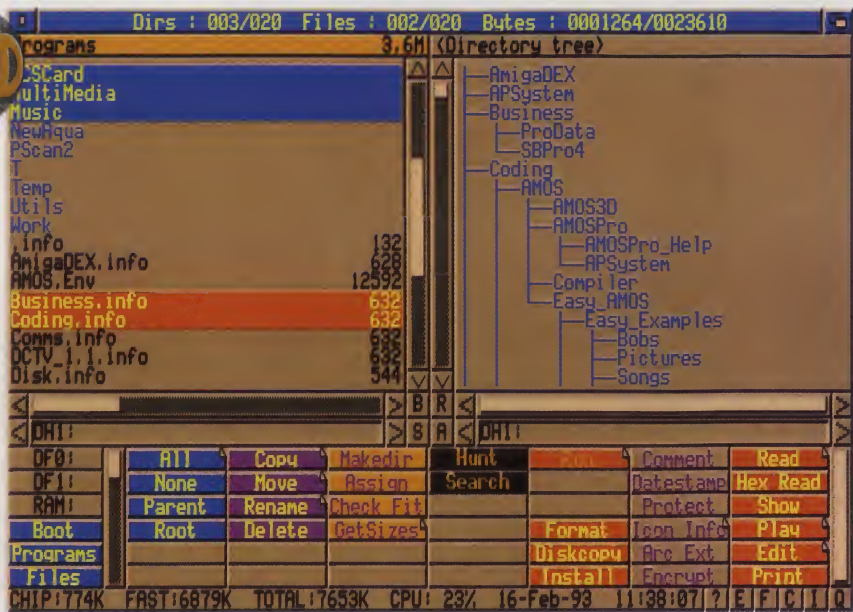 Dirs : 003/020 Files : 002/020 Bytes : 0001264/0023610
rograms 3,6M
CSCard
ultiMedia
Music
NewAqua
PScan2
T
Temp
Utils
Work
.info 132
AmigaDEX.info 628
AMOS.Env 12592
Business.info 632
Coding.info 632
Comms.info 632
DCTV_1.1.info 632
Disk.info 544
DH1:
(Directory tree)
AmigaDEX
APSystem
Business
ProData
SBPro4
Coding
AMOS
AMOS3D
AMOSPro
AMOSPro_Help
APSystem
Compiler
Easy_AMOS
Easy_Examples
Bobs
Pictures
Songs
DH1:
B R
S A
DF0: All Copy Makedir Hunt Run Comment Read
DF1: None Move Assign Search Datestamp Hex Read
RAM: Parent Rename Check Fit Protect Show
Boot Root Delete GetSizes Format Icon Info Play
Programs Diskcopy Arc Ext Edit
Files Install Encrypt Print
CHIP:774K FAST:6879K TOTAL:7653K CPU: 23% 16-Feb-93 11:38:07 ? E F C I Q